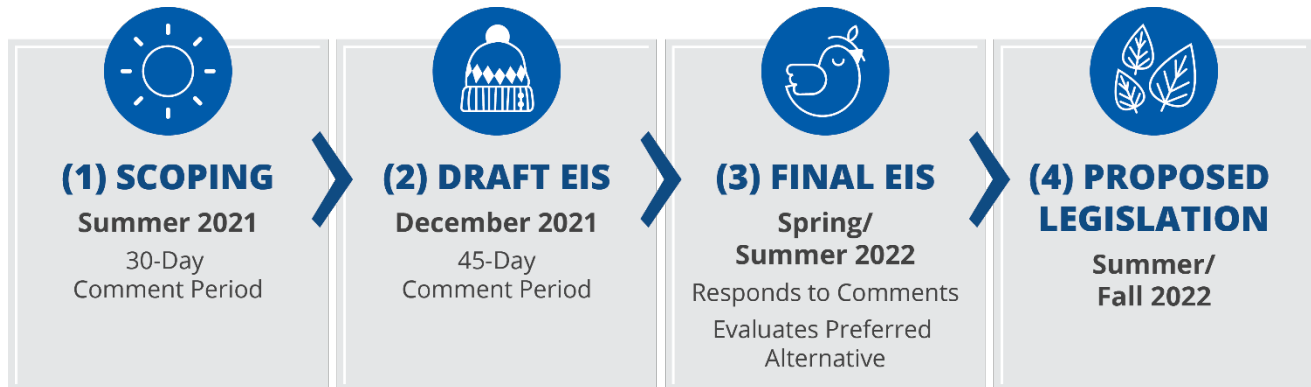 (1) SCOPING
Summer 2021
30-Day
Comment Period
(2) DRAFT EIS
December 2021
45-Day
Comment Period
(3) FINAL EIS
Spring/
Summer 2022
Responds to Comments
Evaluates Preferred
Alternative
(4) PROPOSED
LEGISLATION
Summer/
Fall 2022